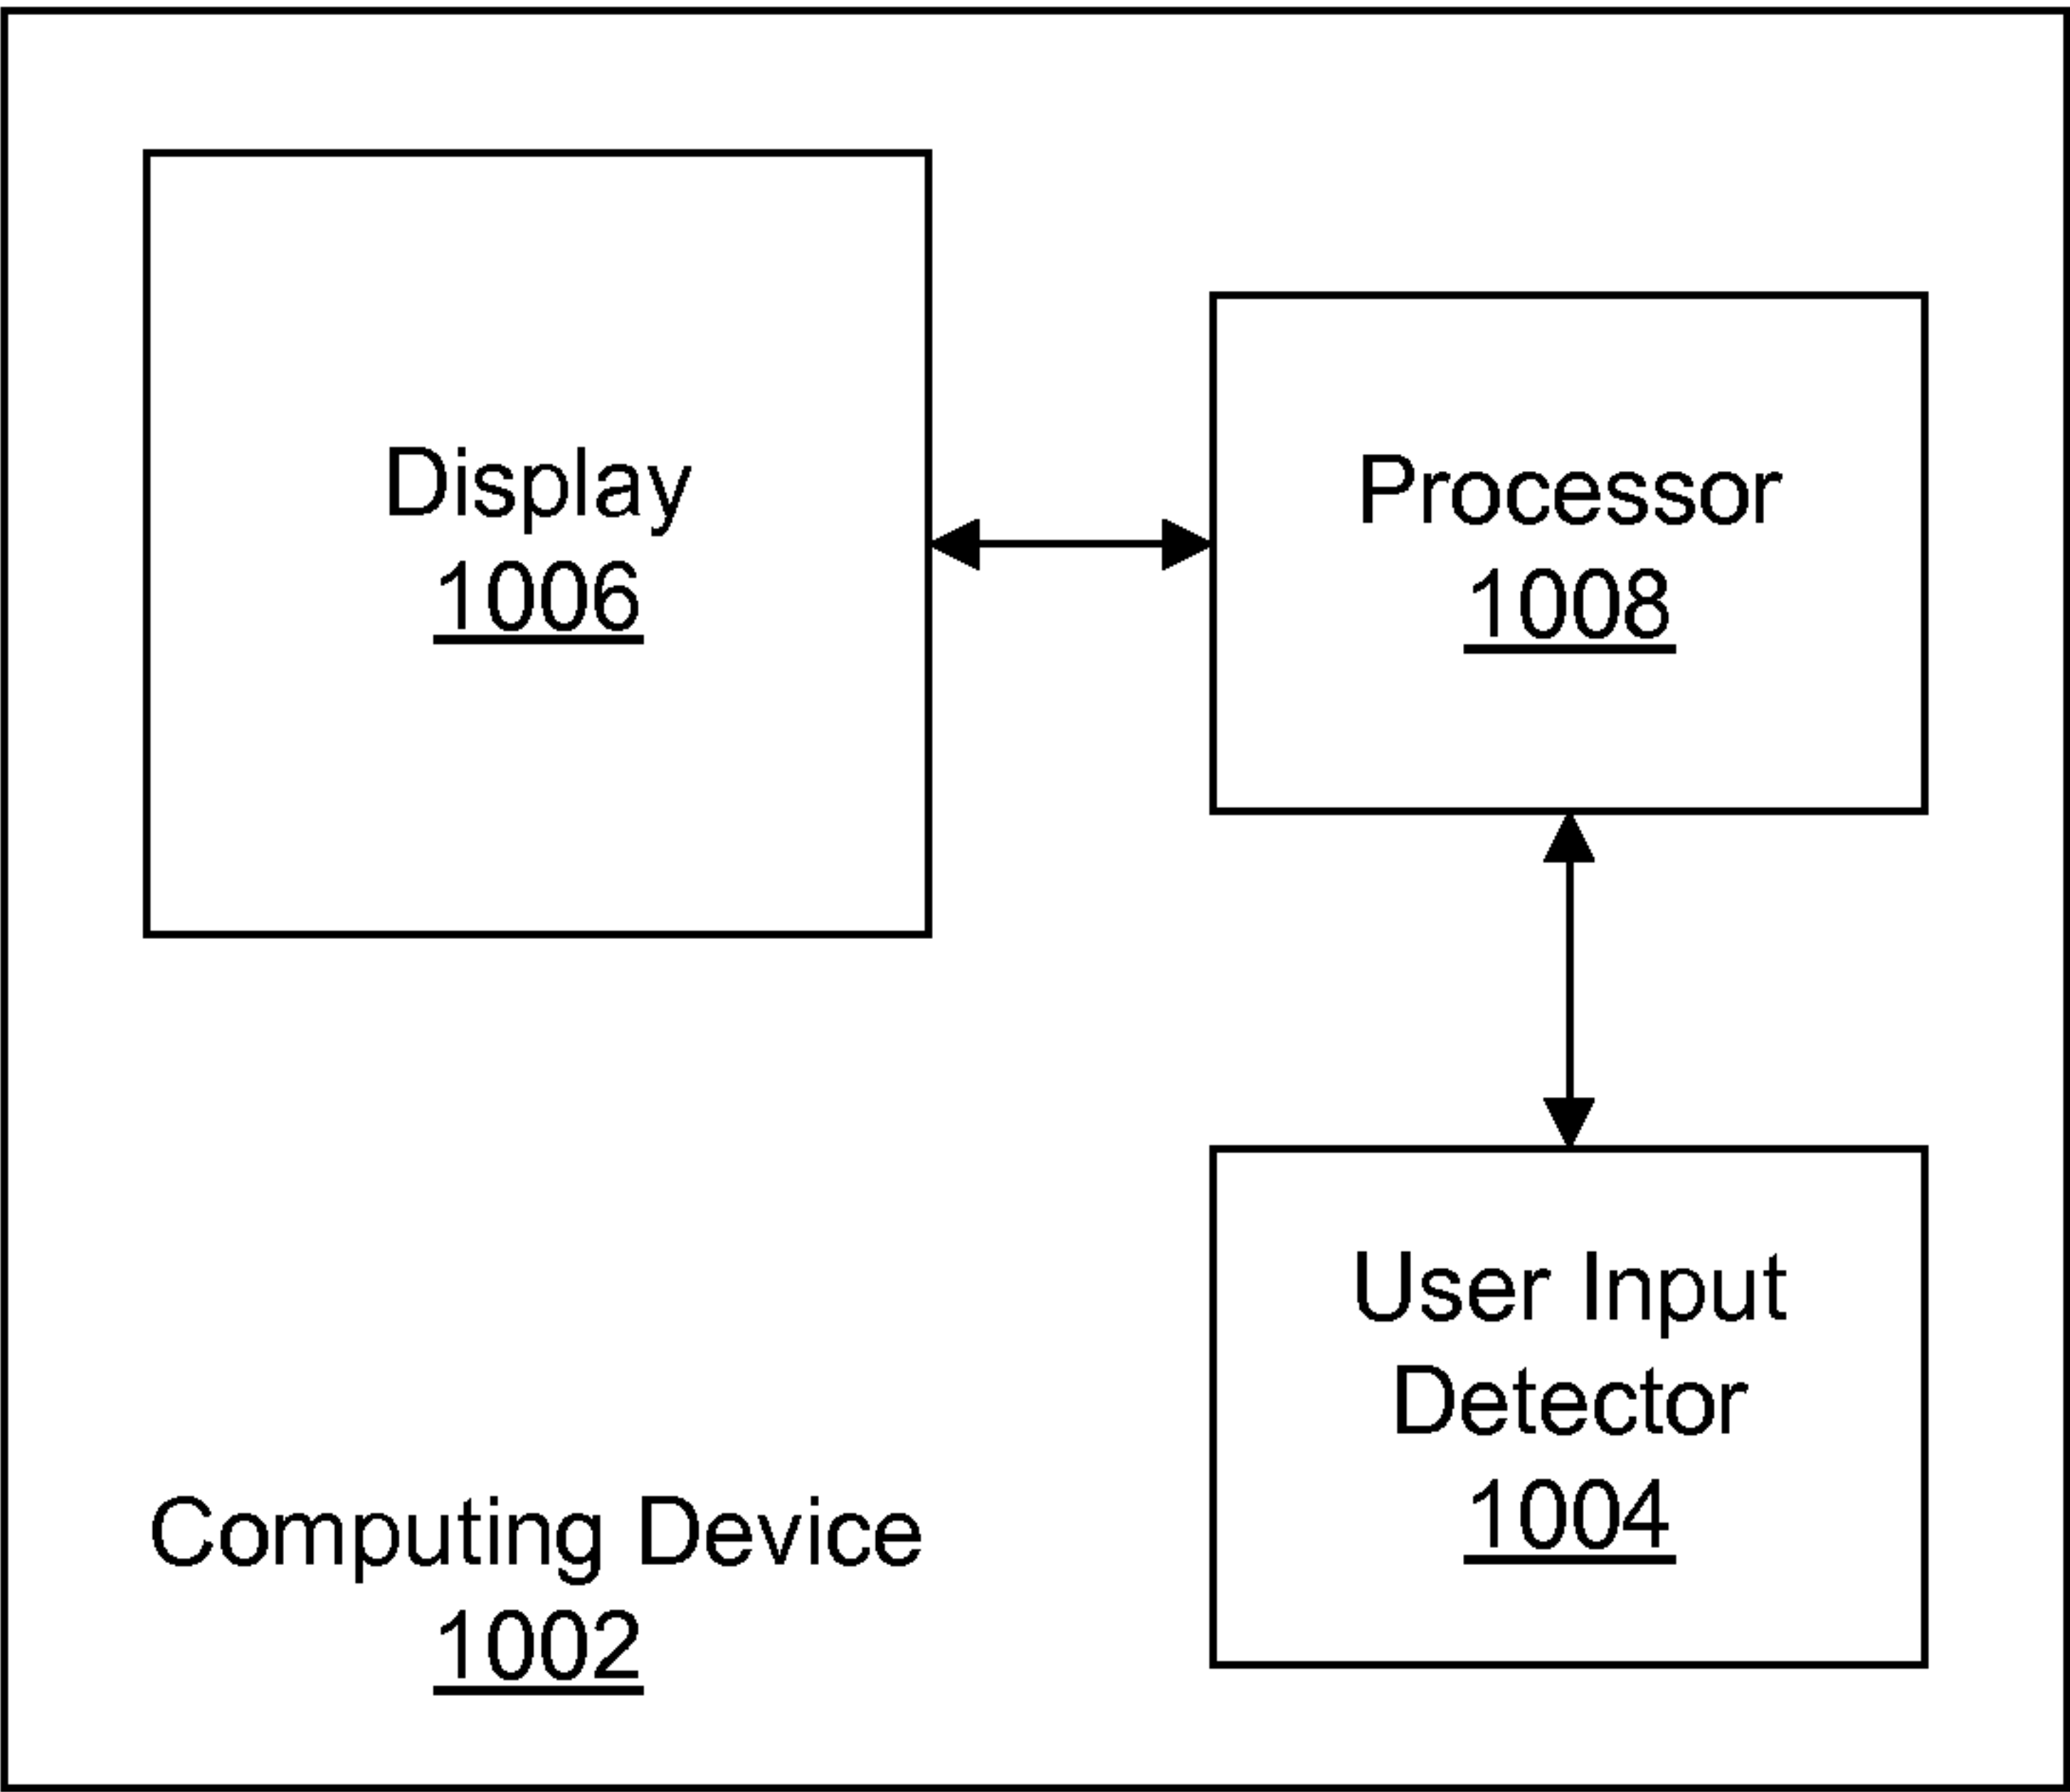 Display
1006
Processor
1008
User Input
Detector
1004
Computing Device
1002